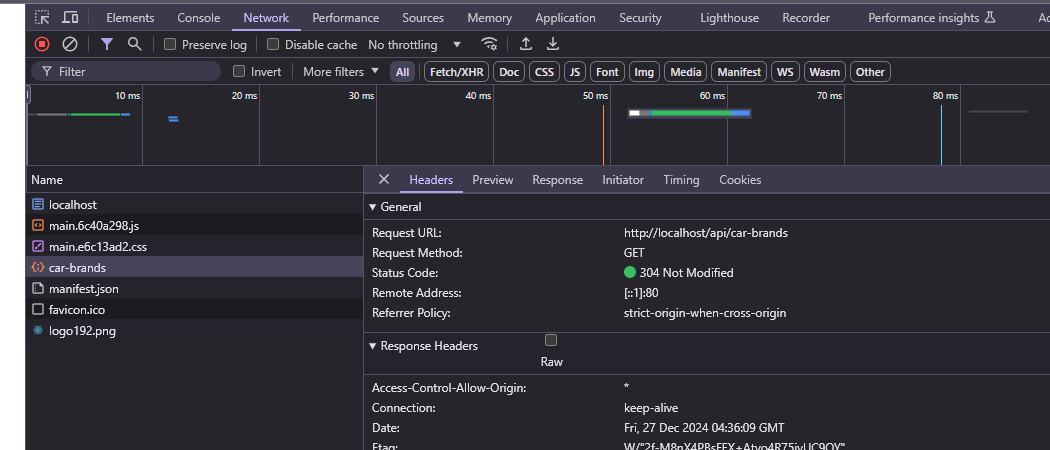 Elements Console Network Performance Sources Memory Application Security Lighthouse Recorder Performance insights
Preserve log Disable cache No throttling
Filter Invert More filters All Fetch/XHR Doc CSS JS Font Img Media Manifest WS Wasm Other
10 ms 20 ms 30 ms 40 ms 50 ms 60 ms 70 ms 80 ms
Name
localhost
main.6c40a298.js
main.e6c13ad2.css
car-brands
manifest.json
favicon.ico
logo192.png
Headers Preview Response Initiator Timing Cookies
General
Request URL: http://localhost/api/car-brands
Request Method: GET
Status Code: 304 Not Modified
Remote Address: [::1]:80
Referrer Policy: strict-origin-when-cross-origin
Response Headers
Raw
Access-Control-Allow-Origin: *
Connection: keep-alive
Date: Fri, 27 Dec 2024 04:36:09 GMT
Etag: